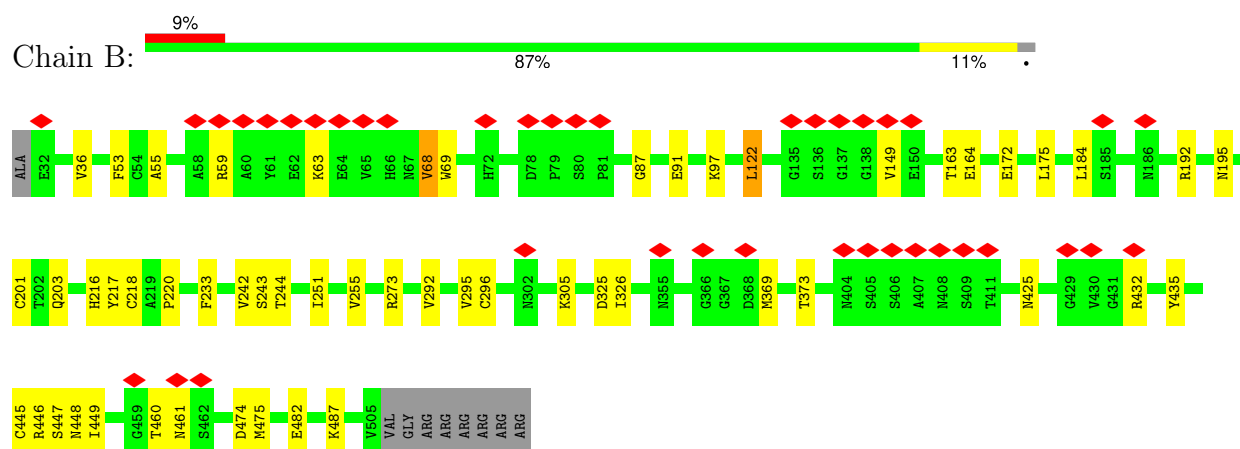 9%
Chain B:
87% 11% •
ALA E32 V36 F53 C54 A55 A58 R59 A60 Y61 E62 K63 E64 V65 H66 N67 V68 W69 H72 D78 P79 S80 P81 G87 E91 K97 L122 G135 S136 G137 G138 V149 E150 T163 E164 E172 L175 L184 S185 N186 R192 N195
C201 T202 Q203 H216 Y217 C218 A219 P220 F233 V242 S243 T244 I251 V255 R273 V292 V295 C296 N302 K305 D325 I326 N355 G366 G367 D368 M369 T373 N404 S405 S406 A407 N408 S409 T411 N425 G429 V430 G431 R432 Y435
C445 R446 S447 N448 I449 G459 T460 N461 S462 D474 M475 E482 K487 V505 VAL GLY ARG ARG ARG ARG ARG ARG